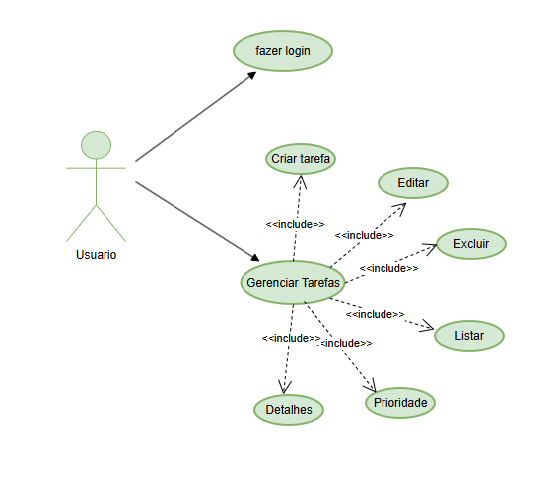 fazer login
Criar tarefa
Editar
Usuario
<<include>>
<<include>>
Excluir
<<include>>
Gerenciar Tarefas
<<include>>
Listar
<<include>>
<<include>>
Detalhes
Prioridade